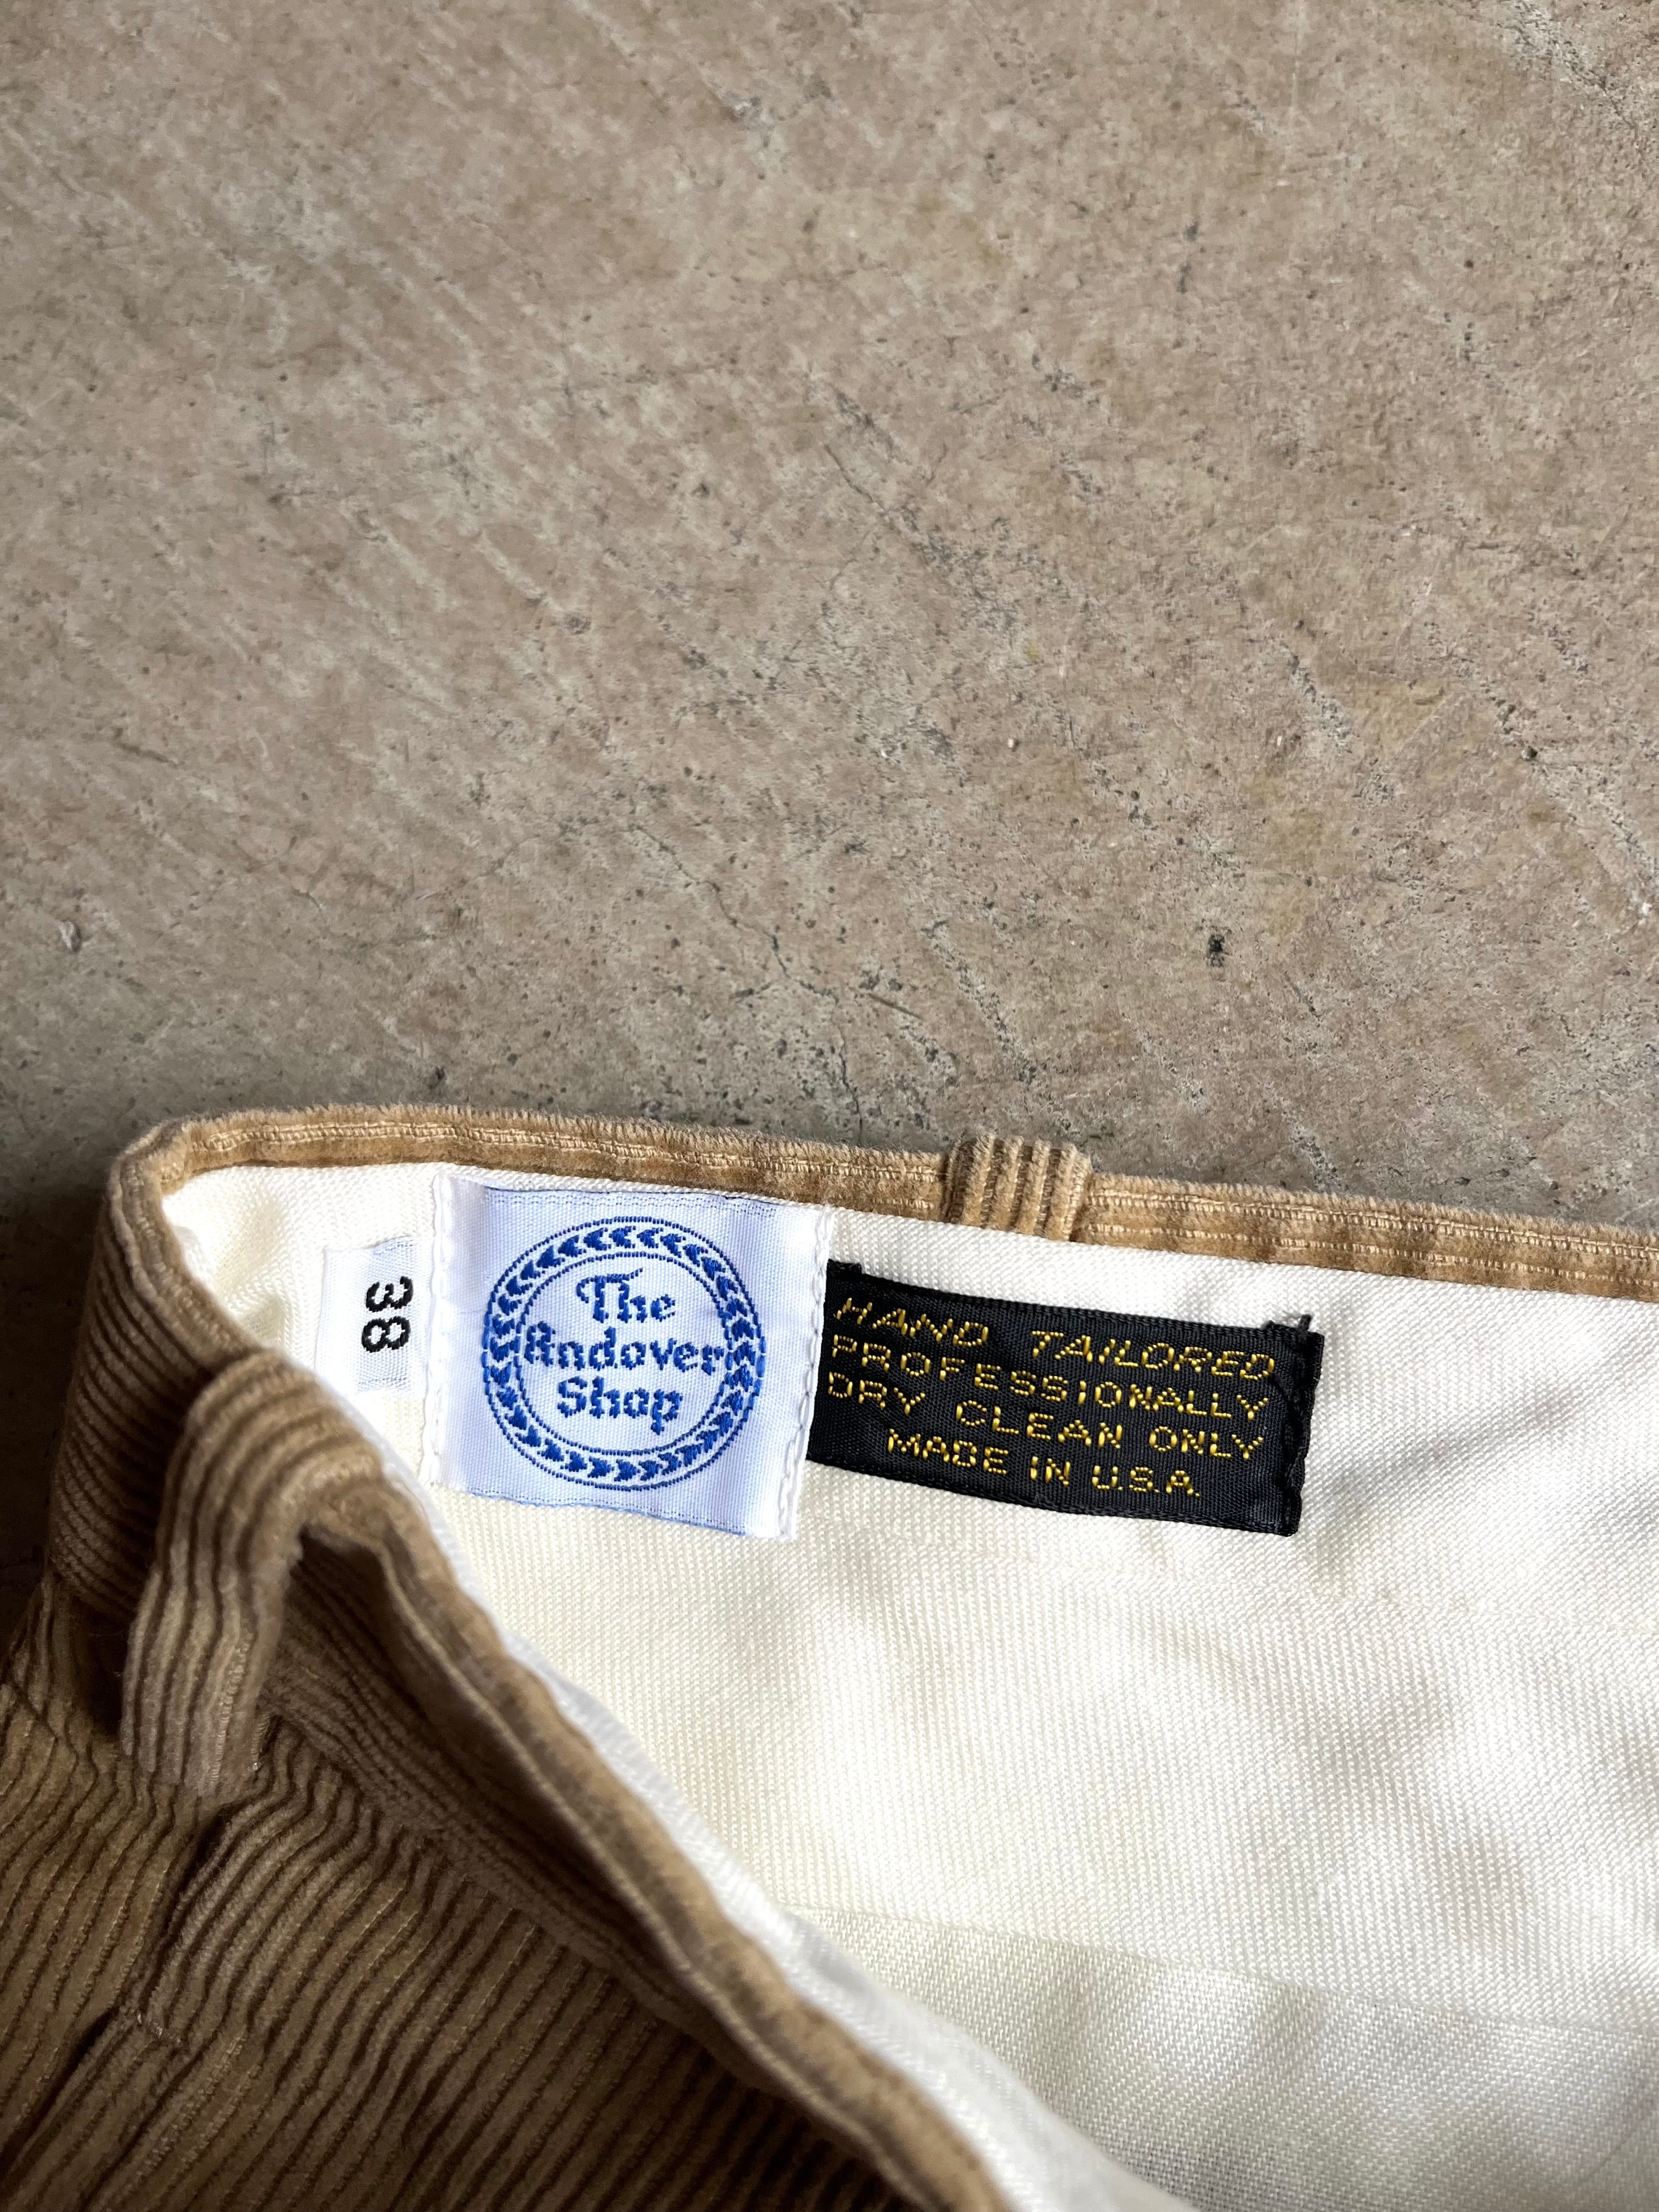 38
The
Andover
Shop
HAND TAILORED
PROFESSIONALLY
DRY CLEAN ONLY
MADE IN U.S.A.